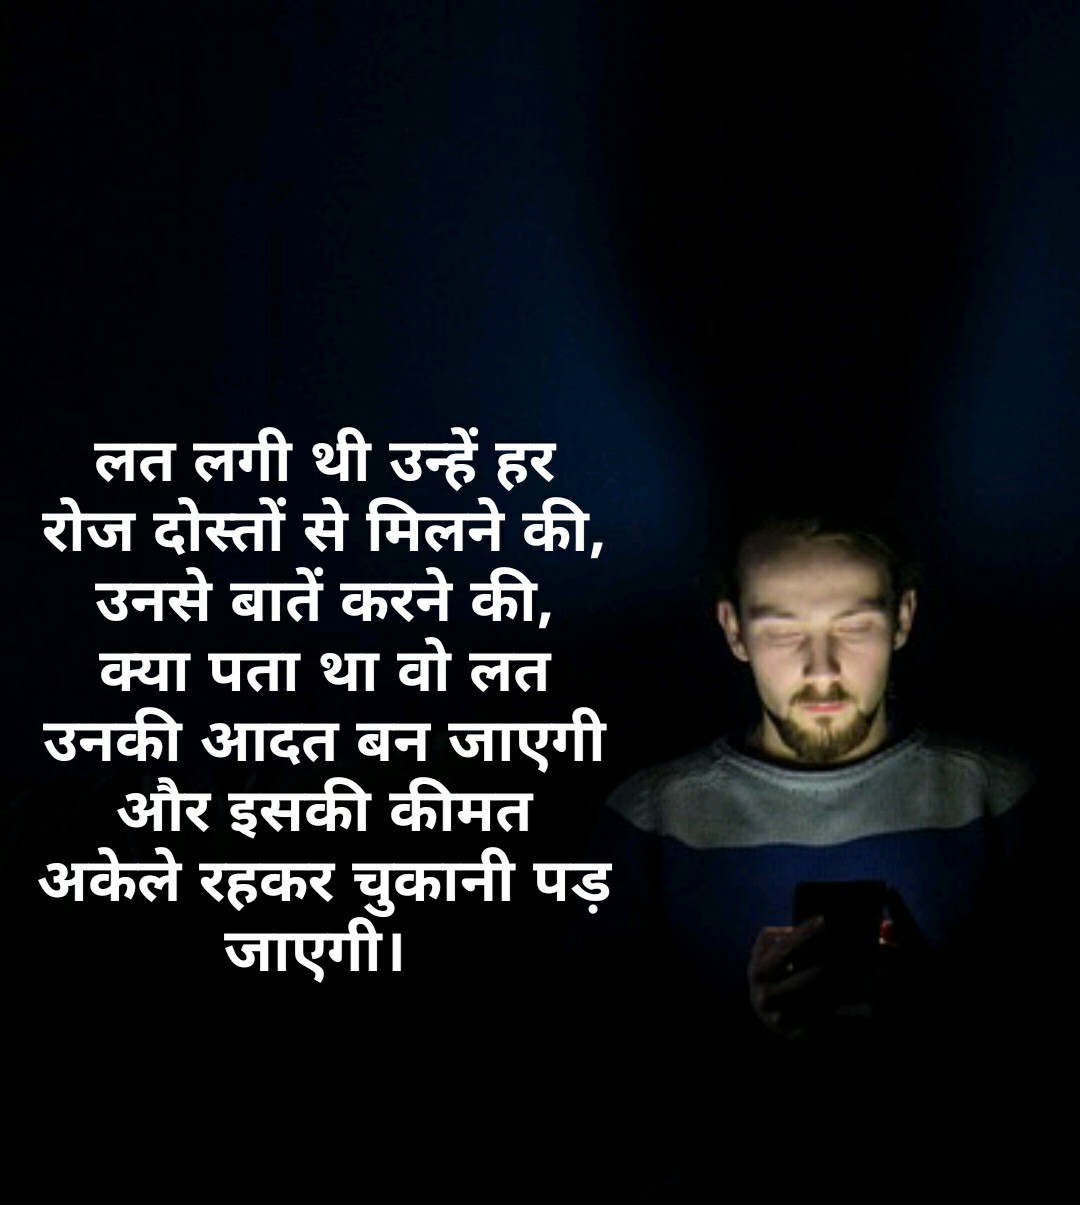 लत लगी थी उन्हें हर
रोज दोस्तों से मिलने की,
उनसे बातें करने की,
क्या पता था वो लत
उनकी आदत बन जाएगी
और इसकी कीमत
अकेले रहकर चुकानी पड़
जाएगी।